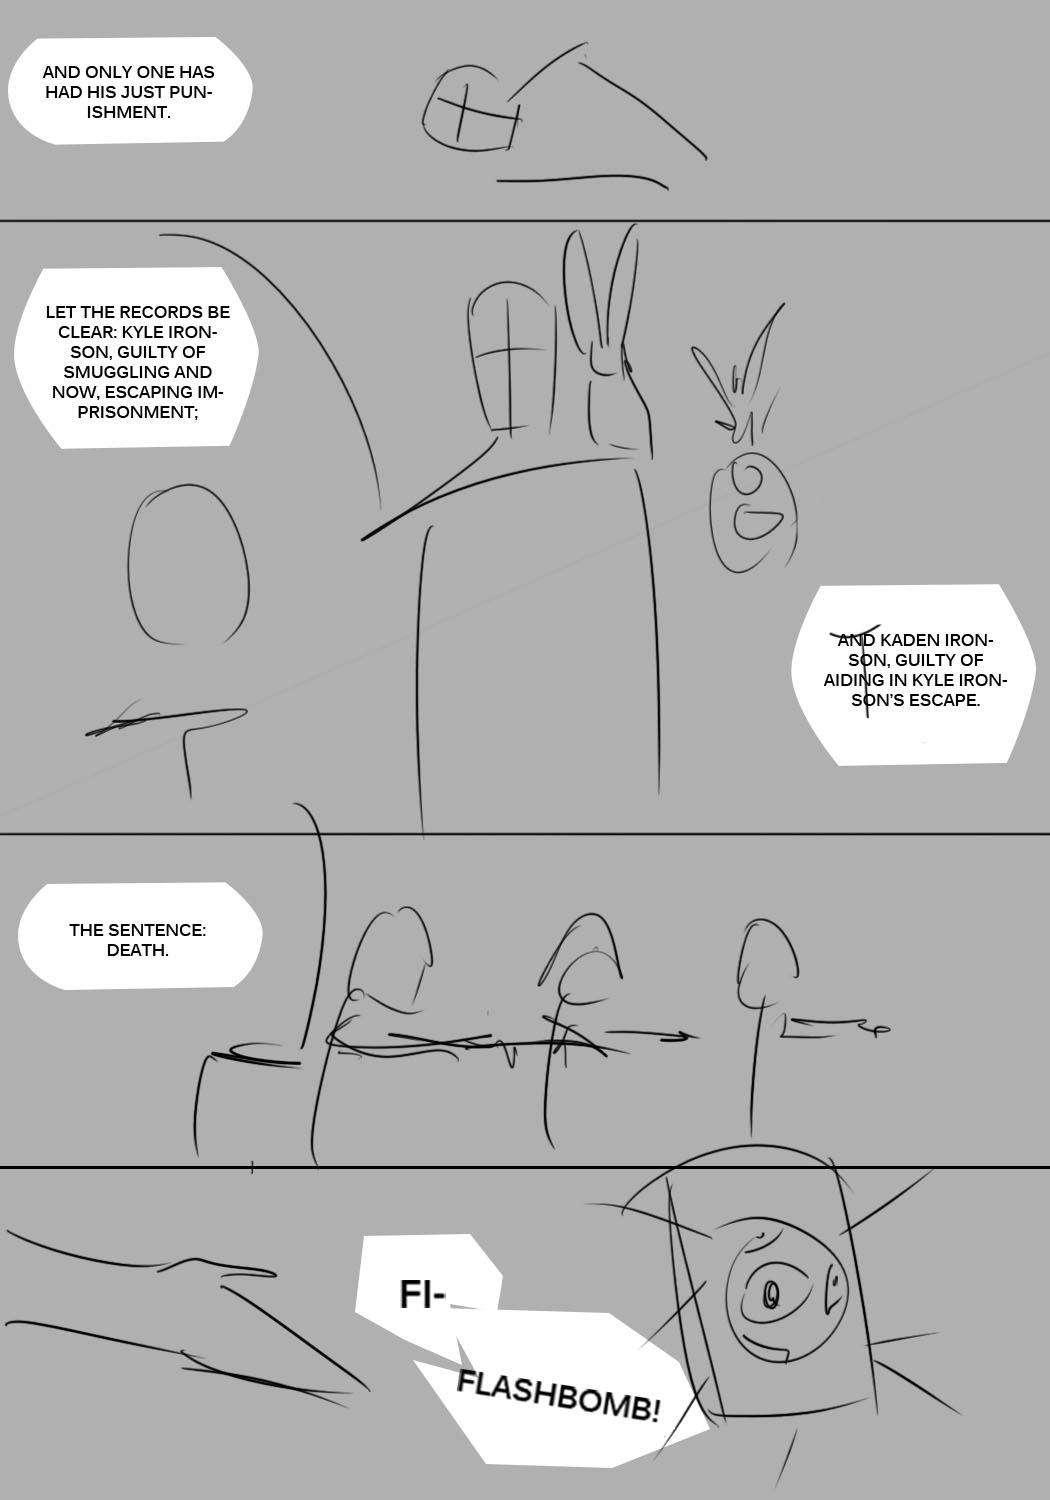 AND ONLY ONE HAS
HAD HIS JUST PUN-
ISHMENT.
LET THE RECORDS BE
CLEAR: KYLE IRON-
SON, GUILTY OF
SMUGGLING AND
NOW, ESCAPING IM-
PRISONMENT;
AND KADEN IRON-
SON, GUILTY OF
AIDING IN KYLE IRON-
SON'S ESCAPE.
THE SENTENCE:
DEATH.
FI-
FLASHBOMB!